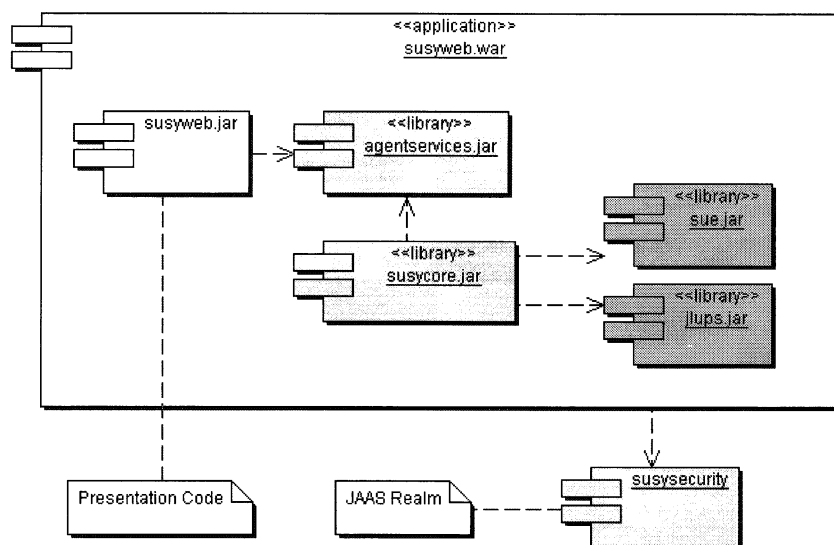 <<application>>
susyweb.war
susyweb.jar
<<library>>
agentservices.jar
<<library>>
sue.jar
<<library>>
susycore.jar
<<library>>
jlups.jar
Presentation Code
JAAS Realm
susysecurity